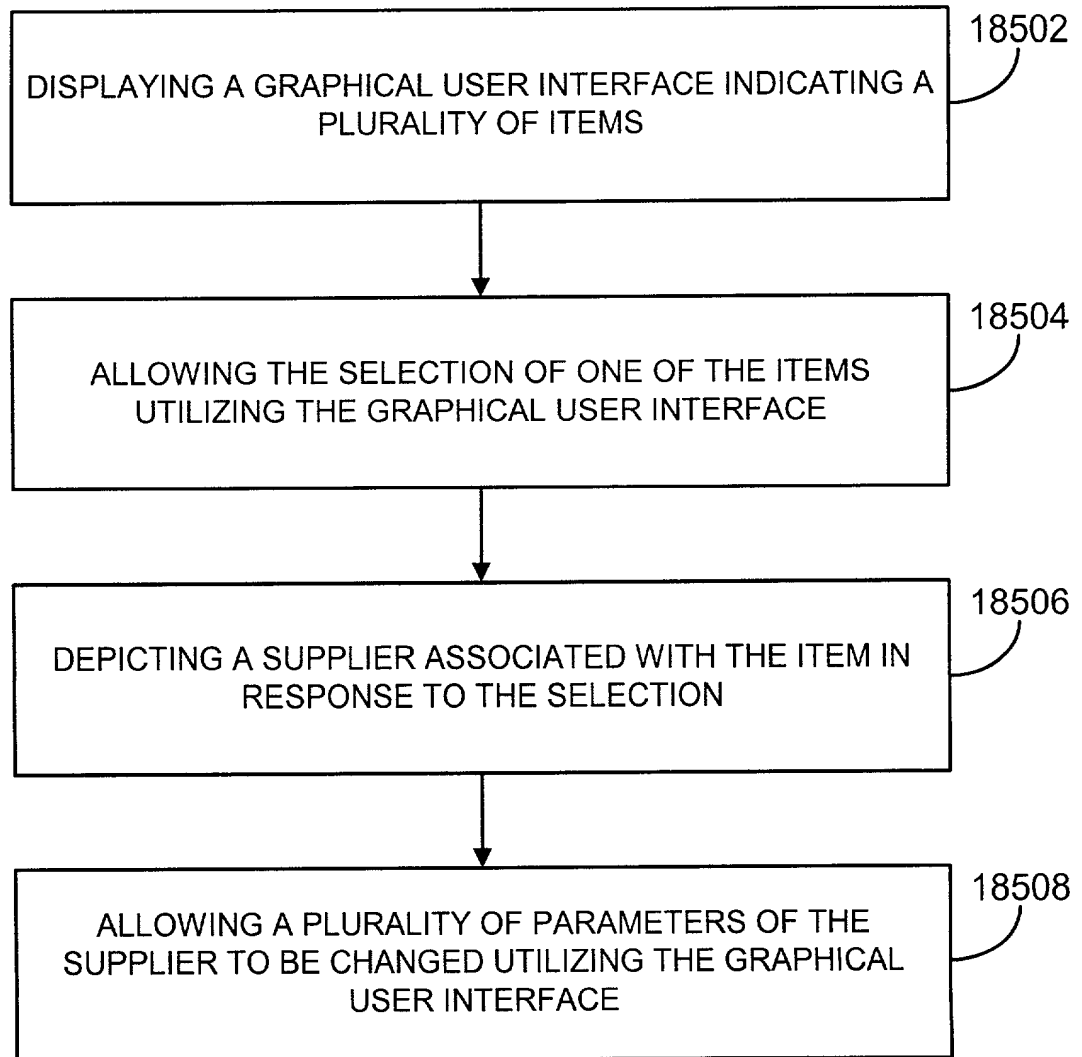 18502
DISPLAYING A GRAPHICAL USER INTERFACE INDICATING A
PLURALITY OF ITEMS
18504
ALLOWING THE SELECTION OF ONE OF THE ITEMS
UTILIZING THE GRAPHICAL USER INTERFACE
18506
DEPICTING A SUPPLIER ASSOCIATED WITH THE ITEM IN
RESPONSE TO THE SELECTION
18508
ALLOWING A PLURALITY OF PARAMETERS OF THE
SUPPLIER TO BE CHANGED UTILIZING THE GRAPHICAL
USER INTERFACE